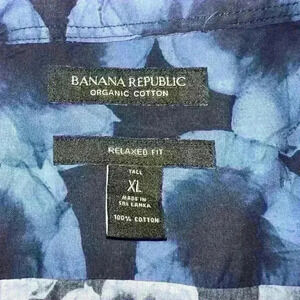 BANANA REPUBLIC
ORGANIC COTTON
RELAXED FIT
TALL
XL
MADE IN
SRI LANKA
100% COTTON